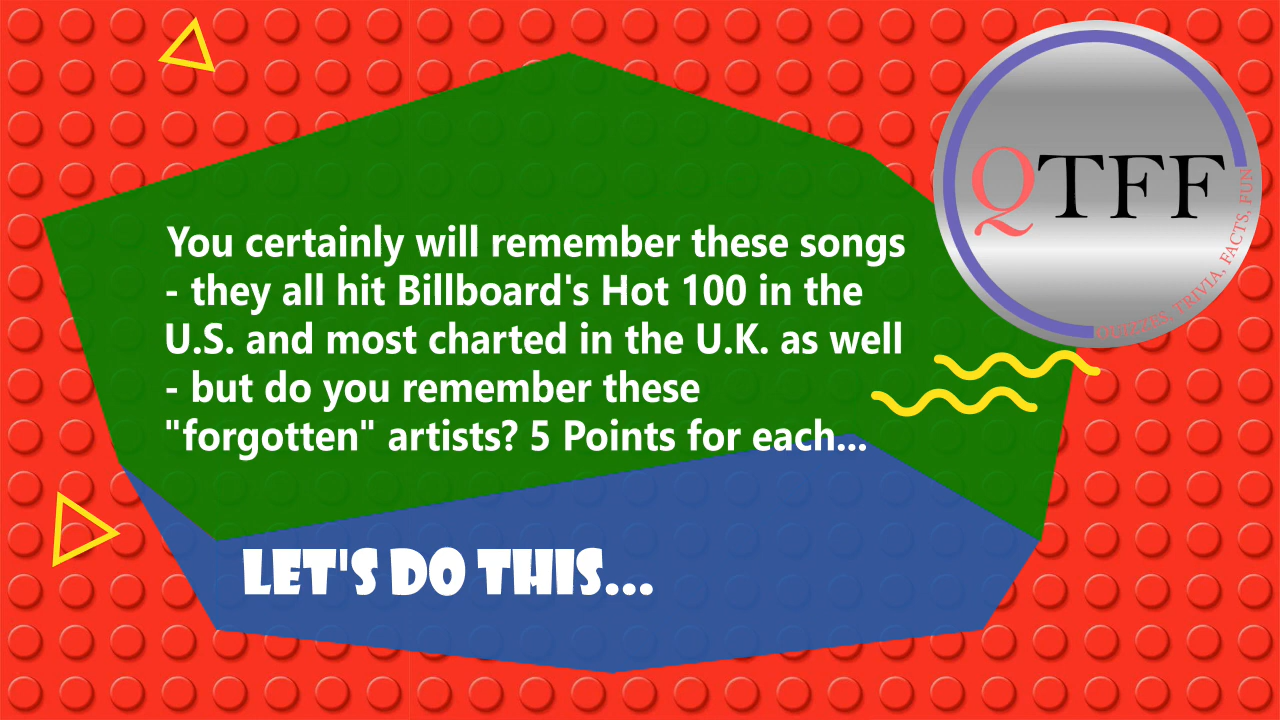 QTFF
QUIZZES, TRIVIA, FACTS, FUN
You certainly will remember these songs
- they all hit Billboard's Hot 100 in the
U.S. and most charted in the U.K. as well
- but do you remember these
"forgotten" artists? 5 Points for each...
LET'S DO THIS...